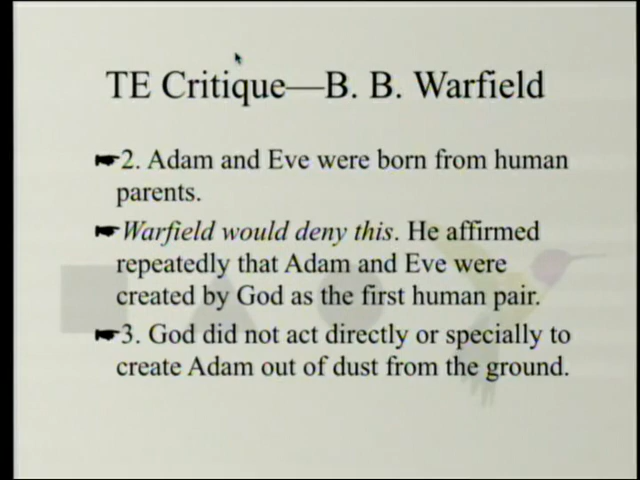 TE Critique—B. B. Warfield
2. Adam and Eve were born from human
parents.
Warfield would deny this. He affirmed
repeatedly that Adam and Eve were
created by God as the first human pair.
3. God did not act directly or specially to
create Adam out of dust from the ground.